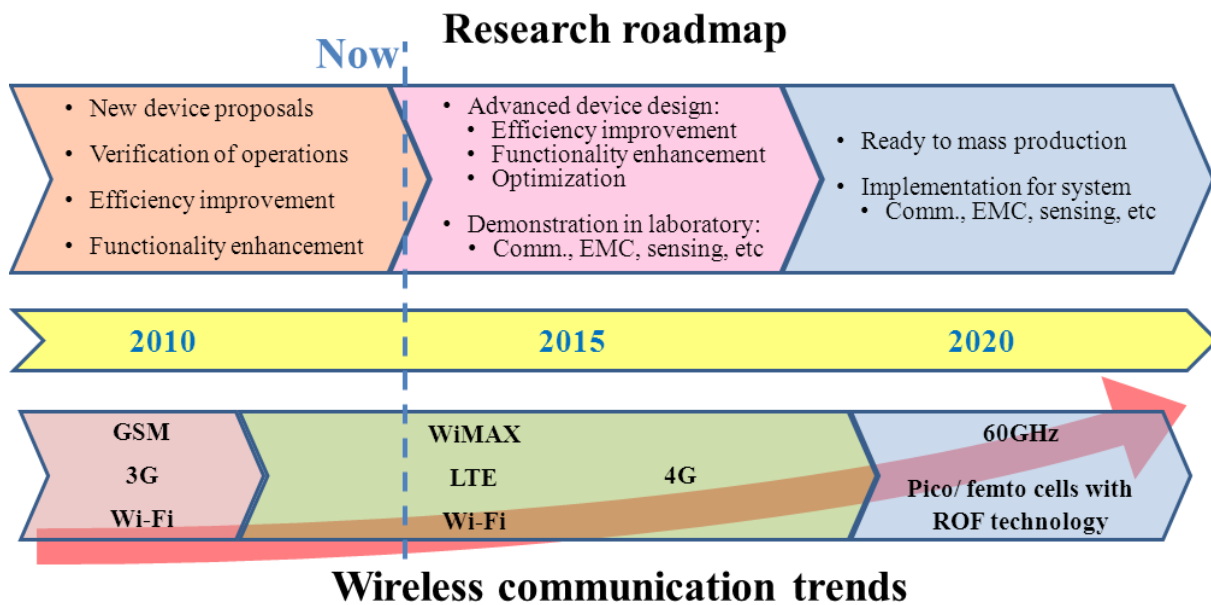 Research roadmap
Now
• New device proposals
• Verification of operations
• Efficiency improvement
• Functionality enhancement
• Advanced device design:
• Efficiency improvement
• Functionality enhancement
• Optimization
• Demonstration in laboratory:
• Comm., EMC, sensing, etc
• Ready to mass production
• Implementation for system
• Comm., EMC, sensing, etc
2010
2015
2020
GSM
3G
Wi-Fi
WiMAX
LTE
Wi-Fi
4G
60GHz
Pico/ femto cells with
ROF technology
Wireless communication trends